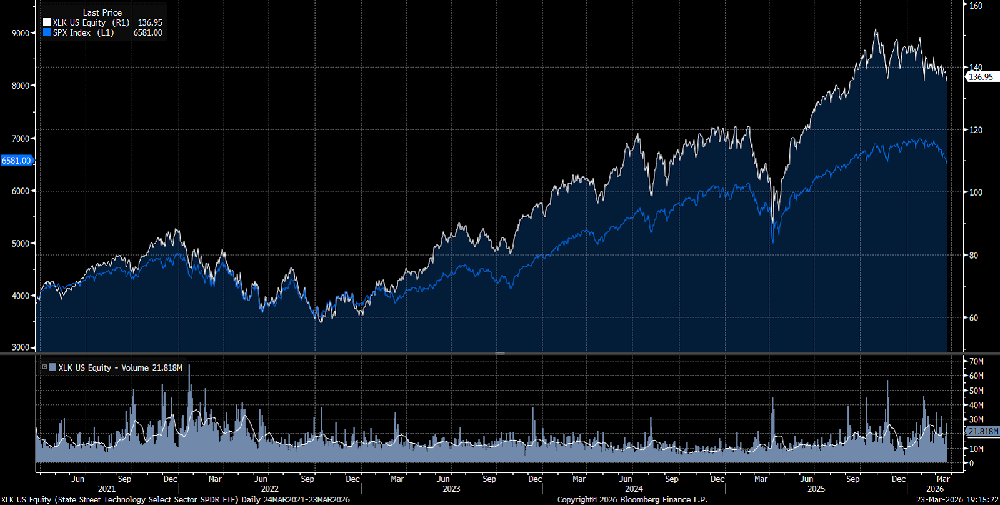 Last Price
XLK US Equity (R1) 136.95
SPX Index (L1) 6581.00
160
9000
140
136.95
8000
120
7000
6581.00
6000
100
5000
80
4000
60
3000
XLK US Equity - Volume 21.818M
70M
60M
50M
40M
30M
21.818M
10M
0
Jun Sep Dec Mar Jun Sep Dec Mar Jun Sep Dec Mar Jun Sep Dec Mar Jun Sep Dec Mar
2021 2022 2023 2024 2025 2026
XLK US Equity (State Street Technology Select Sector SPDR ETF) Daily 24MAR2021-23MAR2026 Copyright© 2026 Bloomberg Finance L.P. 23-Mar-2026 19:15:22